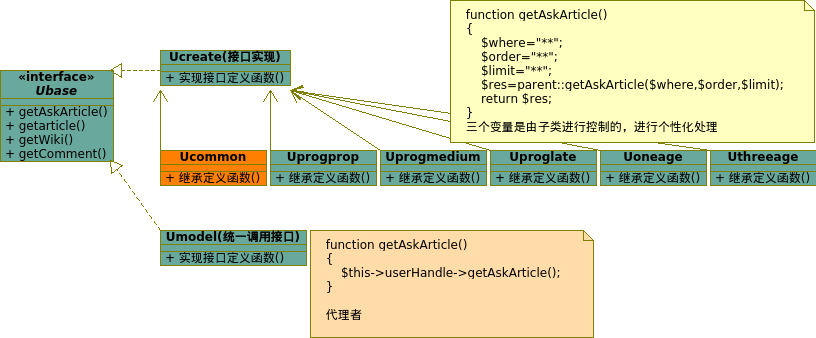 function getAskArticle()
{
$where="**";
$order="**";
$limit="**";
$res=parent::getAskArticle($where,$order,$limit);
return $res;
}
三个变量是由子类进行控制的，进行个性化处理
Ucreate(接口实现)
+ 实现接口定义函数()
«interface»
Ubase
+ getAskArticle()
+ getarticle()
+ getWiki()
+ getComment()
Ucommon
+ 继承定义函数()
Uprogprop
+ 继承定义函数()
Uprogmedium
+ 继承定义函数()
Uproglate
+ 继承定义函数()
Uoneage
+ 继承定义函数()
Uthreeage
+ 继承定义函数()
Umodel(统一调用接口)
+ 实现接口定义函数()
function getAskArticle()
{
$this->userHandle->getAskArticle();
}
代理者